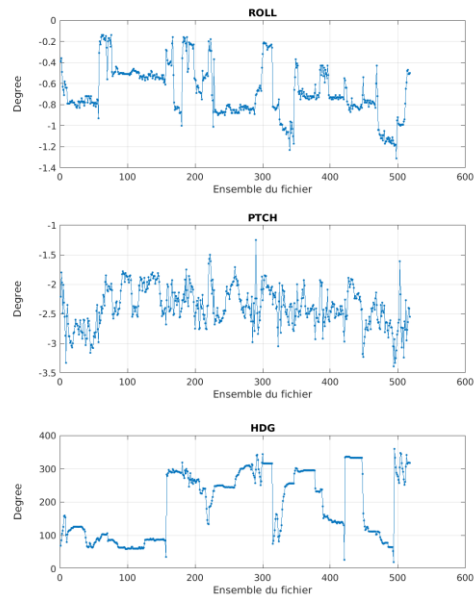 ROLL
0
-0.2
-0.4
-0.6
-0.8
-1
-1.2
-1.4
Degree
0 100 200 300 400 500 600
Ensemble du fichier
PTCH
-1
-1.5
-2
-2.5
-3
-3.5
Degree
0 100 200 300 400 500 600
Ensemble du fichier
HDG
400
300
200
100
0
Degree
0 100 200 300 400 500 600
Ensemble du fichier